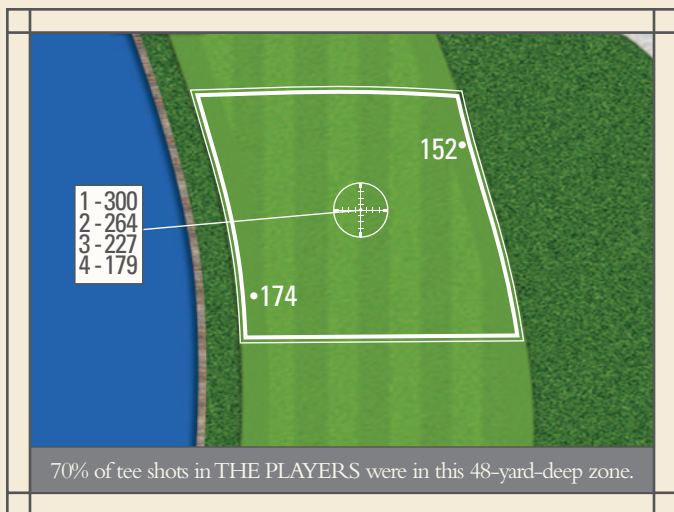 152
1 - 300
2 - 264
3 - 227
4 - 179
174
70% of tee shots in THE PLAYERS were in this 48-yard-deep zone.